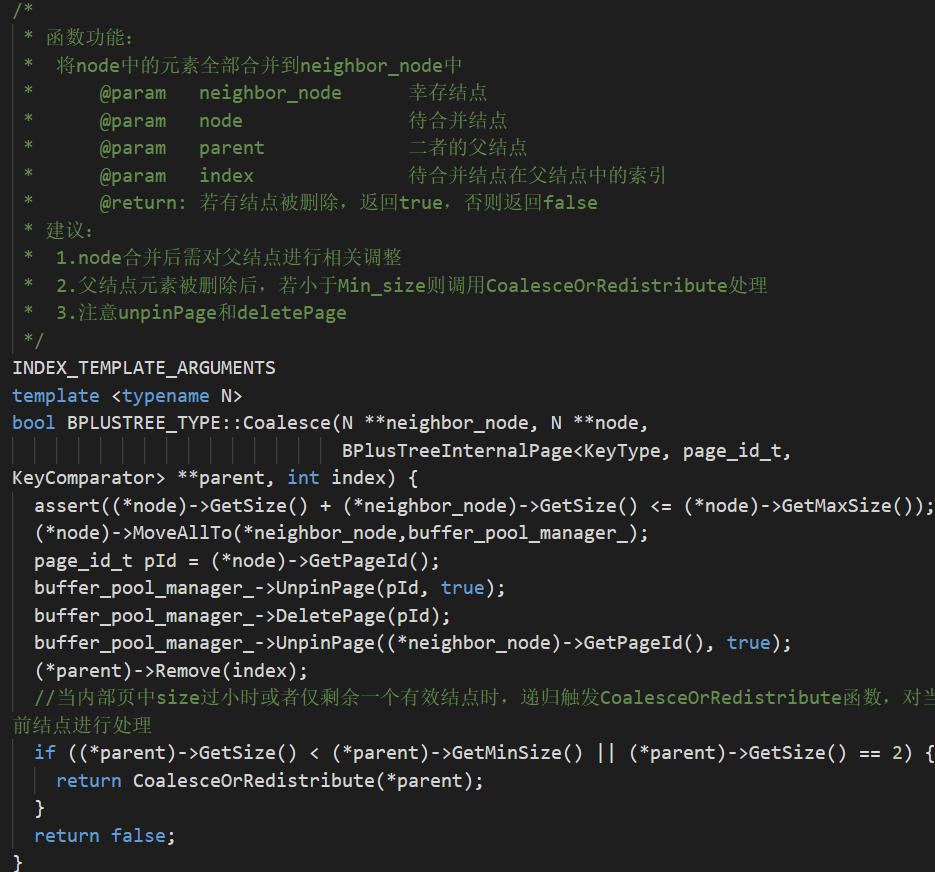 /*
 * 函数功能：
 *  将node中的元素全部合并到neighbor_node中
 *      @param   neighbor_node      幸存结点
 *      @param   node               待合并结点
 *      @param   parent             二者的父结点
 *      @param   index              待合并结点在父结点中的索引
 *      @return: 若有结点被删除，返回true，否则返回false
 * 建议：
 *  1.node合并后需对父结点进行相关调整
 *  2.父结点元素被删除后，若小于Min_size则调用CoalesceOrRedistribute处理
 *  3.注意unpinPage和deletePage
 */
INDEX_TEMPLATE_ARGUMENTS
template <typename N>
bool BPLUSTREE_TYPE::Coalesce(N **neighbor_node, N **node,
                              BPlusTreeInternalPage<KeyType, page_id_t,
KeyComparator> **parent, int index) {
  assert((*node)->GetSize() + (*neighbor_node)->GetSize() <= (*node)->GetMaxSize());
  (*node)->MoveAllTo(*neighbor_node,buffer_pool_manager_);
  page_id_t pId = (*node)->GetPageId();
  buffer_pool_manager_->UnpinPage(pId, true);
  buffer_pool_manager_->DeletePage(pId);
  buffer_pool_manager_->UnpinPage((*neighbor_node)->GetPageId(), true);
  (*parent)->Remove(index);
  //当内部页中size过小时或者仅剩余一个有效结点时，递归触发CoalesceOrRedistribute函数，对当
前结点进行处理
  if ((*parent)->GetSize() < (*parent)->GetMinSize() || (*parent)->GetSize() == 2) {
    return CoalesceOrRedistribute(*parent);
  }
  return false;
}